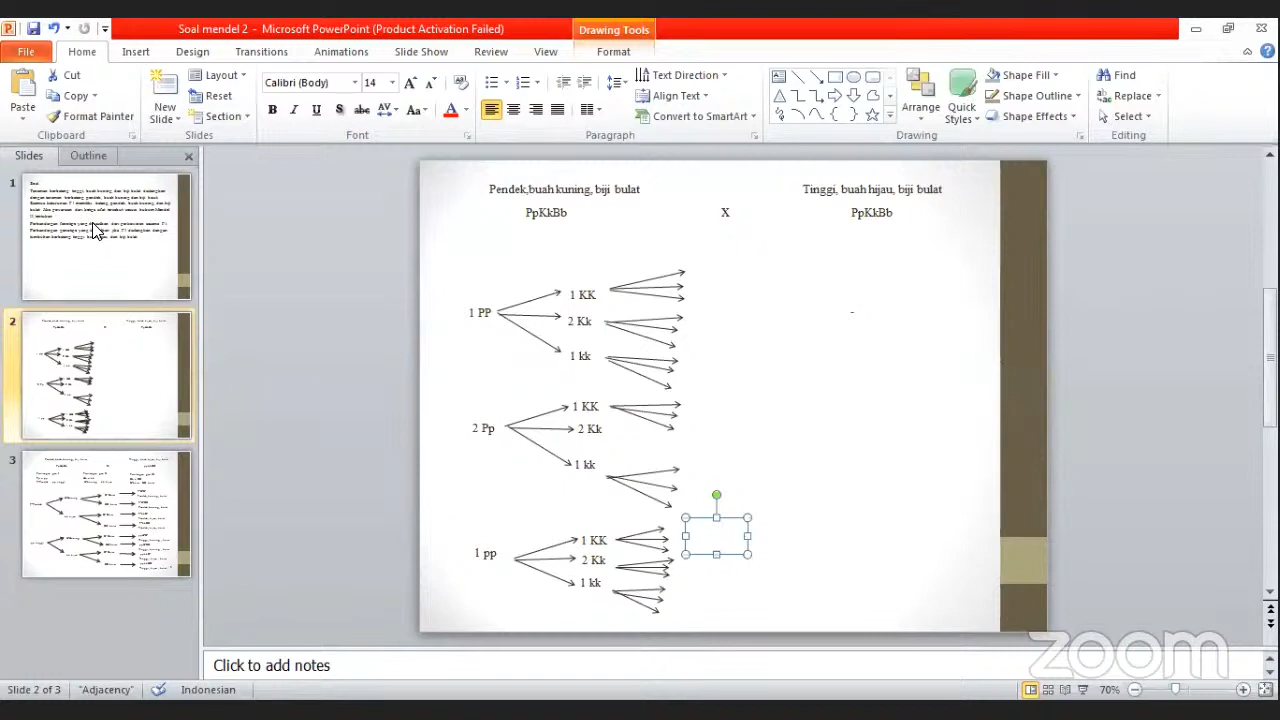 Soal mendel 2 - Microsoft PowerPoint (Product Activation Failed)
Drawing Tools
File
Home
Insert
Design
Transitions
Animations
Slide Show
Review
View
Format
Paste
Cut
Copy
Format Painter
Clipboard
New
Slide
Layout
Reset
Section
Slides
Calibri (Body)
14
Font
Paragraph
Text Direction
Align Text
Convert to SmartArt
Arrange
Quick
Styles
Shape Fill
Shape Outline
Shape Effects
Drawing
Find
Replace
Select
Editing
Slides
Outline
1
2
3
Pendek,buah kuning, biji bulat
Tinggi, buah hijau, biji bulat
PpKkBb
X
PpKkBb
1 PP
1 KK
2 Kk
1 kk
2 Pp
1 KK
2 Kk
1 kk
1 pp
1 KK
2 Kk
1 kk
Click to add notes
zoom
Slide 2 of 3
"Adjacency"
Indonesian
70%